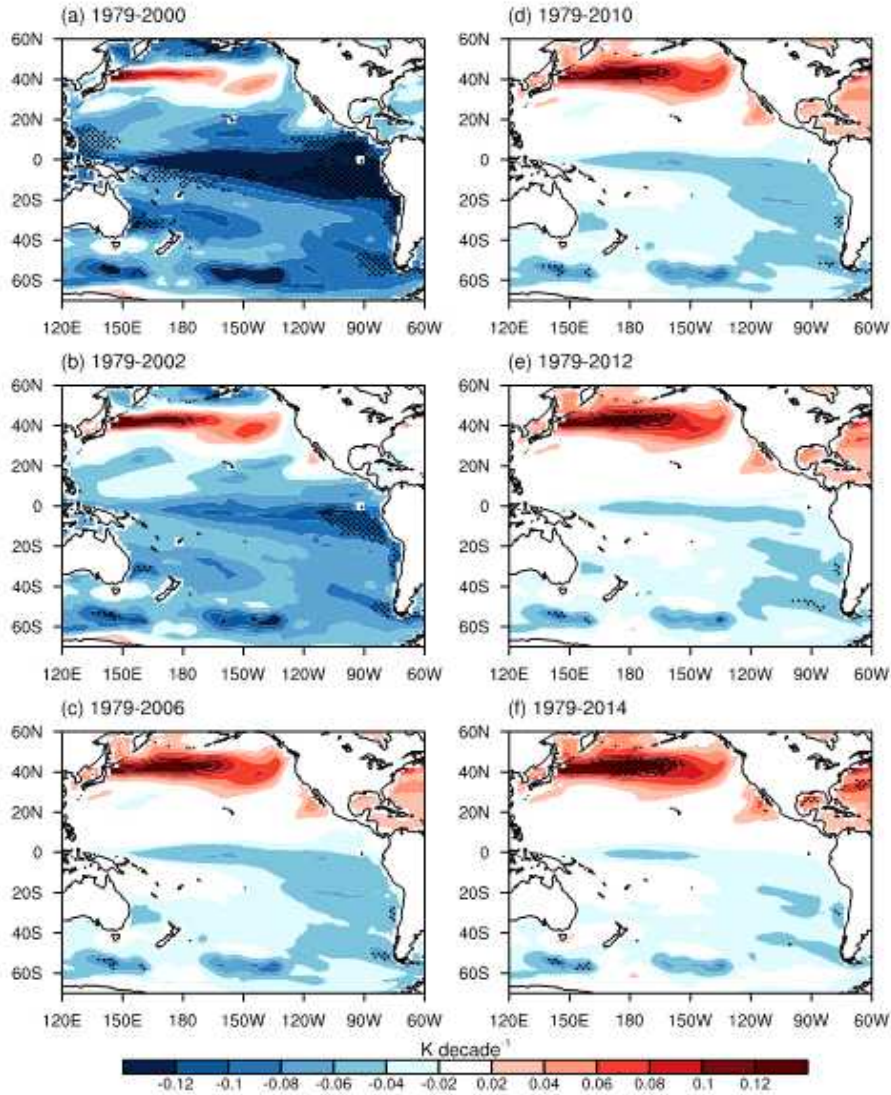 (a) 1979-2000
60N
40N
20N
0
20S
40S
60S
120E 150E 180 150W 120W 90W 60W
(d) 1979-2010
60N
40N
20N
0
20S
40S
60S
120E 150E 180 150W 120W 90W 60W
(b) 1979-2002
60N
40N
20N
0
20S
40S
60S
120E 150E 180 150W 120W 90W 60W
(e) 1979-2012
60N
40N
20N
0
20S
40S
60S
120E 150E 180 150W 120W 90W 60W
(c) 1979-2006
60N
40N
20N
0
20S
40S
60S
120E 150E 180 150W 120W 90W 60W
(f) 1979-2014
60N
40N
20N
0
20S
40S
60S
120E 150E 180 150W 120W 90W 60W
K decade⁻¹
-0.12 -0.1 -0.08 -0.06 -0.04 -0.02 0.02 0.04 0.06 0.08 0.1 0.12